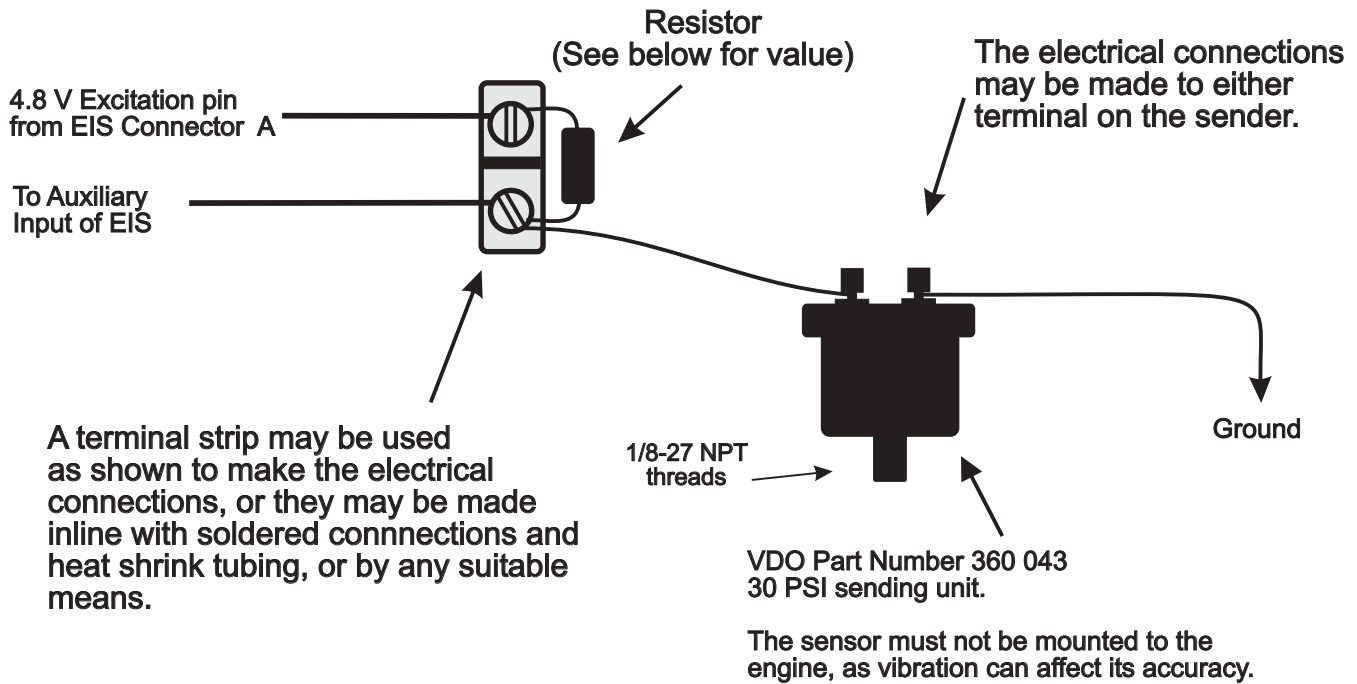 Resistor
(See below for value)
The electrical connections
may be made to either
terminal on the sender.
4.8 V Excitation pin
from EIS Connector A
To Auxiliary
Input of EIS
A terminal strip may be used
as shown to make the electrical
connections, or they may be made
inline with soldered connnections and
heat shrink tubing, or by any suitable
means.
1/8-27 NPT
threads
Ground
VDO Part Number 360 043
30 PSI sending unit.
The sensor must not be mounted to the
engine, as vibration can affect its accuracy.